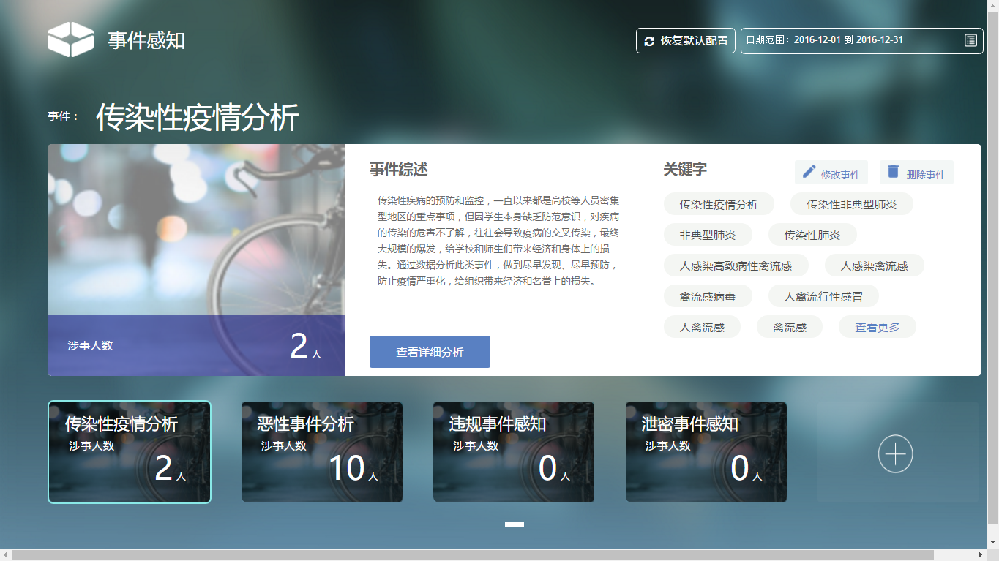 事件感知
恢复默认配置
日期范围：2016-12-01 到 2016-12-31
事件：
传染性疫情分析
事件综述
传染性疾病的预防和监控，一直以来都是高校等人员密集
型地区的重点事项，但因学生本身缺乏防范意识，对疾病
的传染的危害不了解，往往会导致疫病的交叉传染，最终
大规模的爆发，给学校和师生们带来经济和身体上的损
失。通过数据分析此类事件，做到尽早发现、尽早预防，
防止疫情严重化，给组织带来经济和名誉上的损失。
查看详细分析
涉事人数
2 人
关键字
修改事件
删除事件
传染性疫情分析
传染性非典型肺炎
非典型肺炎
传染性肺炎
人感染高致病性禽流感
人感染禽流感
禽流感病毒
人禽流行性感冒
人禽流感
禽流感
查看更多
传染性疫情分析
涉事人数
2 人
恶性事件分析
涉事人数
10 人
违规事件感知
涉事人数
0 人
泄密事件感知
涉事人数
0 人